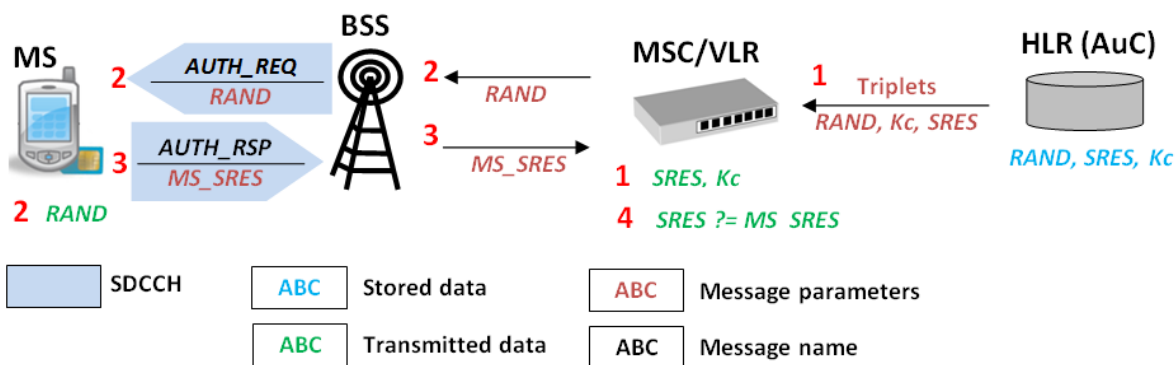 MS
BSS
MSC/VLR
HLR (AuC)
2
AUTH_REQ
RAND
2
RAND
1
Triplets
RAND, Kc, SRES
3
AUTH_RSP
MS_SRES
3
MS_SRES
RAND, SRES, Kc
1 SRES, Kc
2 RAND
4 SRES ?= MS SRES
SDCCH
ABC Stored data
ABC Message parameters
ABC Transmitted data
ABC Message name